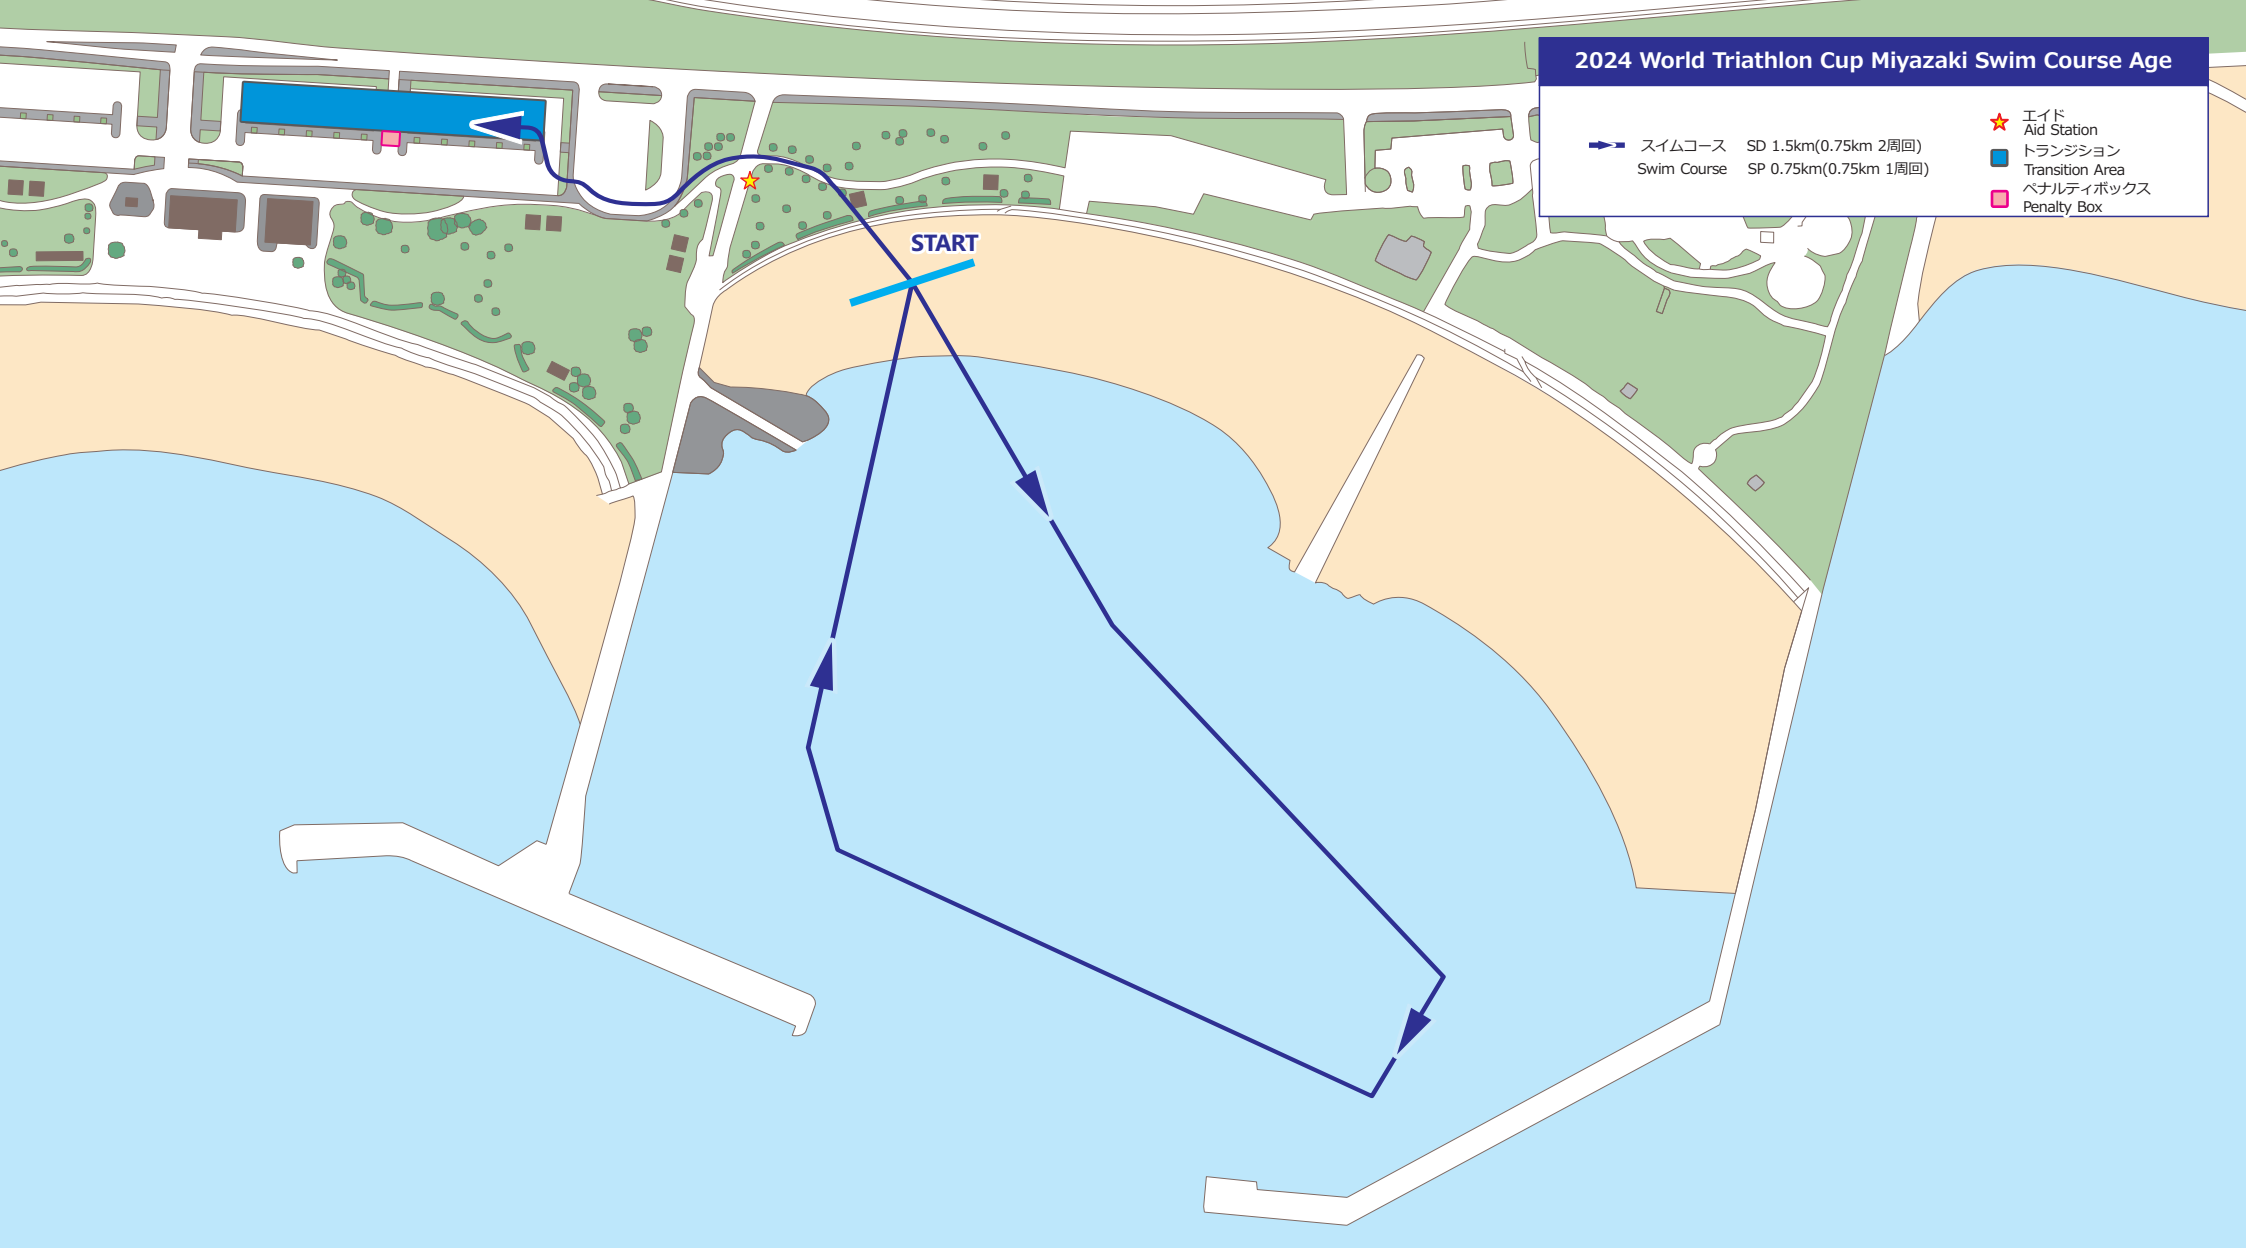 2024 World Triathlon Cup Miyazaki Swim Course Age
スイムコース SD 1.5km(0.75km 2周回)
Swim Course SP 0.75km(0.75km 1周回)
エイド
Aid Station
トランジション
Transition Area
ペナルティボックス
Penalty Box
START